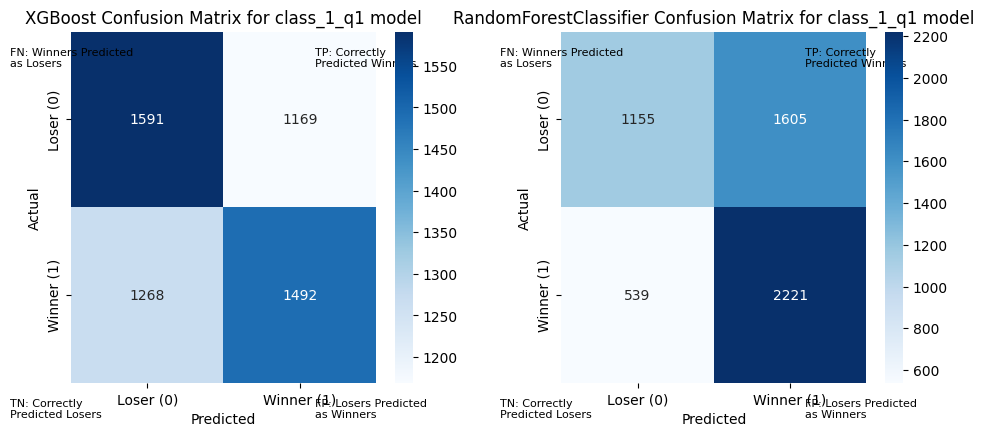 XGBoost Confusion Matrix for class_1_q1 model
FN: Winners Predicted
as Losers
TP: Correctly
Predicted Winners
Loser (0)
Winner (1)
Actual
1591
1169
1268
1492
1550
1500
1450
1400
1350
1300
1250
1200
Loser (0)
Winner (1)
Predicted
TN: Correctly
Predicted Losers
FP: Losers Predicted
as Winners
RandomForestClassifier Confusion Matrix for class_1_q1 model
FN: Winners Predicted
as Losers
TP: Correctly
Predicted Winners
Loser (0)
Winner (1)
Actual
1155
1605
539
2221
2200
2000
1800
1600
1400
1200
1000
800
600
Loser (0)
Winner (1)
Predicted
TN: Correctly
Predicted Losers
FP: Losers Predicted
as Winners